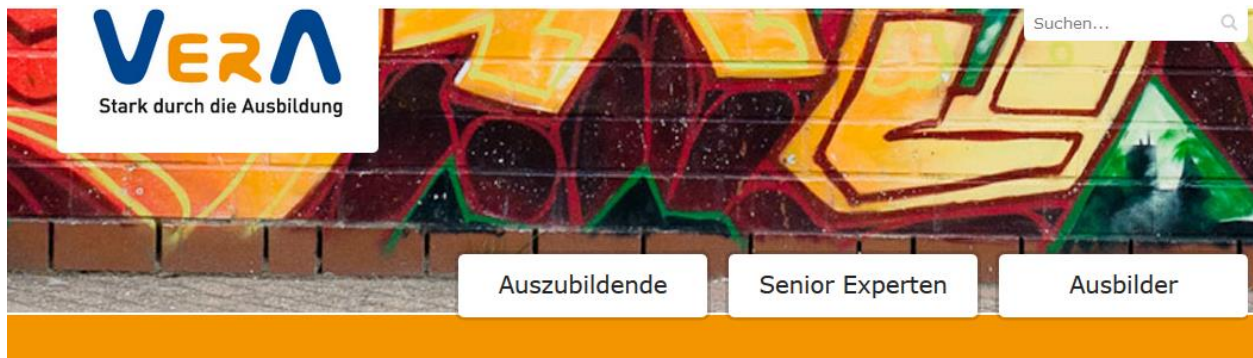 VERA
Stark durch die Ausbildung
Suchen...
Auszubildende
Senior Experten
Ausbilder